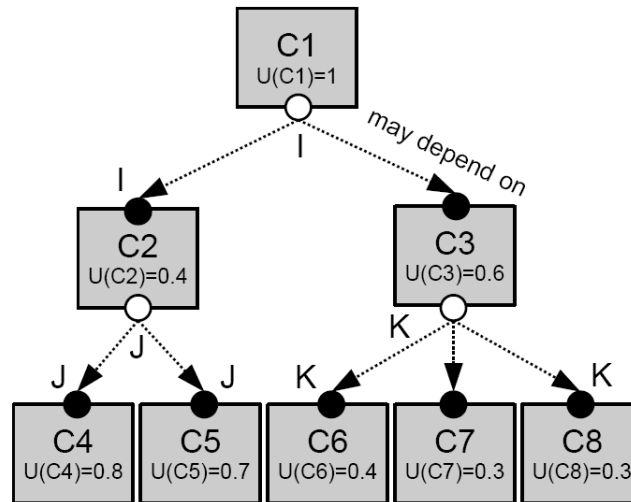 C1
U(C1)=1
I
may depend on
I
C2
U(C2)=0.4
C3
U(C3)=0.6
J
K
J
J
K
K
C4
U(C4)=0.8
C5
U(C5)=0.7
C6
U(C6)=0.4
C7
U(C7)=0.3
C8
U(C8)=0.3